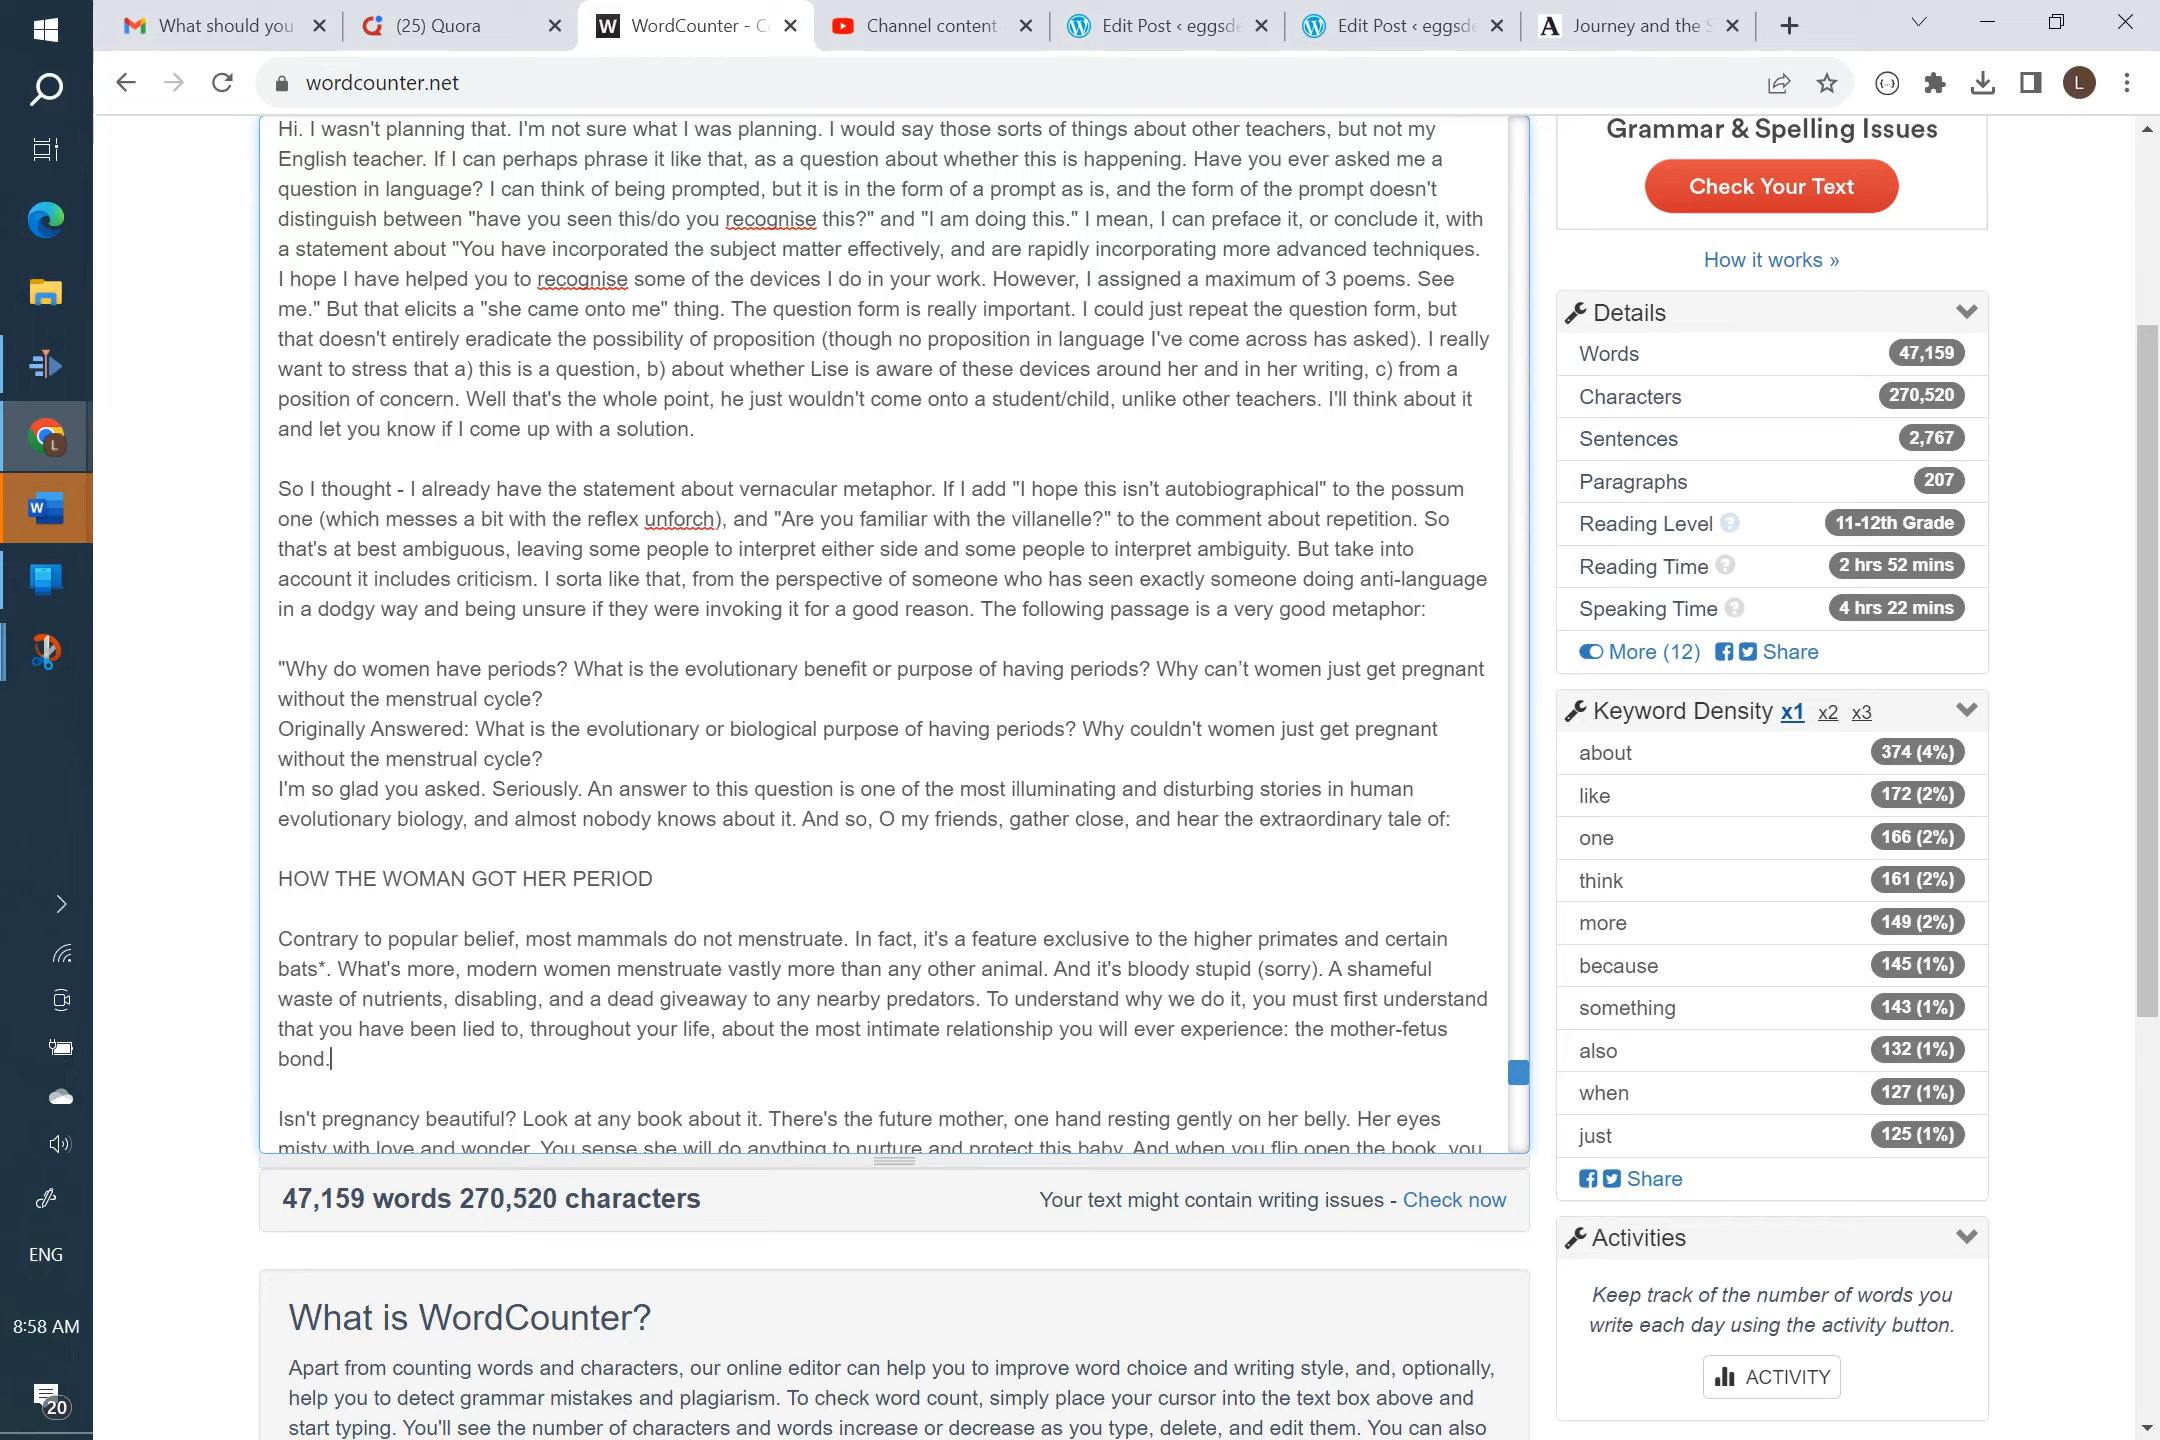 What should you
(25) Quora
WordCounter - Co
Channel content
Edit Post ‹ eggsde
Edit Post ‹ eggsde
Journey and the S
wordcounter.net
L
Hi. I wasn't planning that. I'm not sure what I was planning. I would say those sorts of things about other teachers, but not my
English teacher. If I can perhaps phrase it like that, as a question about whether this is happening. Have you ever asked me a
question in language? I can think of being prompted, but it is in the form of a prompt as is, and the form of the prompt doesn't
distinguish between "have you seen this/do you recognise this?" and "I am doing this." I mean, I can preface it, or conclude it, with
a statement about "You have incorporated the subject matter effectively, and are rapidly incorporating more advanced techniques.
I hope I have helped you to recognise some of the devices I do in your work. However, I assigned a maximum of 3 poems. See
me." But that elicits a "she came onto me" thing. The question form is really important. I could just repeat the question form, but
that doesn't entirely eradicate the possibility of proposition (though no proposition in language I've come across has asked). I really
want to stress that a) this is a question, b) about whether Lise is aware of these devices around her and in her writing, c) from a
position of concern. Well that's the whole point, he just wouldn't come onto a student/child, unlike other teachers. I'll think about it
and let you know if I come up with a solution.
So I thought - I already have the statement about vernacular metaphor. If I add "I hope this isn't autobiographical" to the possum
one (which messes a bit with the reflex unforch), and "Are you familiar with the villanelle?" to the comment about repetition. So
that's at best ambiguous, leaving some people to interpret either side and some people to interpret ambiguity. But take into
account it includes criticism. I sorta like that, from the perspective of someone who has seen exactly someone doing anti-language
in a dodgy way and being unsure if they were invoking it for a good reason. The following passage is a very good metaphor:
"Why do women have periods? What is the evolutionary benefit or purpose of having periods? Why can’t women just get pregnant
without the menstrual cycle?
Originally Answered: What is the evolutionary or biological purpose of having periods? Why couldn't women just get pregnant
without the menstrual cycle?
I'm so glad you asked. Seriously. An answer to this question is one of the most illuminating and disturbing stories in human
evolutionary biology, and almost nobody knows about it. And so, O my friends, gather close, and hear the extraordinary tale of:
HOW THE WOMAN GOT HER PERIOD
Contrary to popular belief, most mammals do not menstruate. In fact, it's a feature exclusive to the higher primates and certain
bats*. What's more, modern women menstruate vastly more than any other animal. And it's bloody stupid (sorry). A shameful
waste of nutrients, disabling, and a dead giveaway to any nearby predators. To understand why we do it, you must first understand
that you have been lied to, throughout your life, about the most intimate relationship you will ever experience: the mother-fetus
bond.
Isn't pregnancy beautiful? Look at any book about it. There's the future mother, one hand resting gently on her belly. Her eyes
misty with love and wonder. You sense she will do anything to nurture and protect this baby. And when you flip open the book, you
47,159 words 270,520 characters
Your text might contain writing issues - Check now
What is WordCounter?
Apart from counting words and characters, our online editor can help you to improve word choice and writing style, and, optionally,
help you to detect grammar mistakes and plagiarism. To check word count, simply place your cursor into the text box above and
start typing. You'll see the number of characters and words increase or decrease as you type, delete, and edit them. You can also
Grammar & Spelling Issues
Check Your Text
How it works »
Details
Words 47,159
Characters 270,520
Sentences 2,767
Paragraphs 207
Reading Level 11-12th Grade
Reading Time 2 hrs 52 mins
Speaking Time 4 hrs 22 mins
More (12) Share
Keyword Density x1 x2 x3
about 374 (4%)
like 172 (2%)
one 166 (2%)
think 161 (2%)
more 149 (2%)
because 145 (1%)
something 143 (1%)
also 132 (1%)
when 127 (1%)
just 125 (1%)
Share
Activities
Keep track of the number of words you
write each day using the activity button.
ACTIVITY
ENG
8:58 AM
20